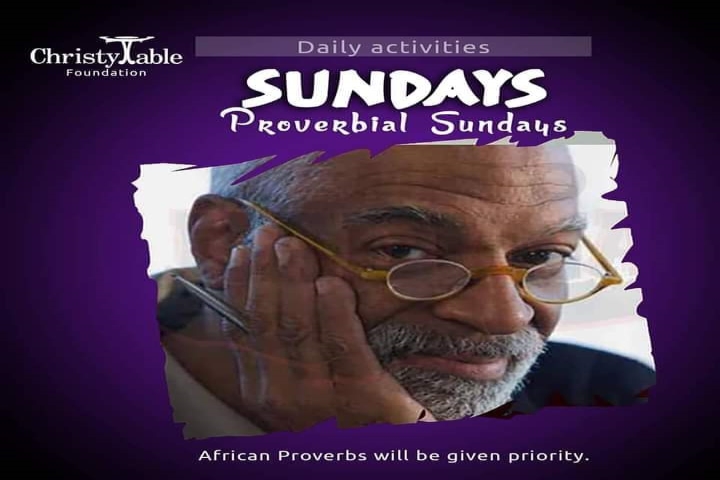 ChristyTable
Foundation
Daily activities
SUNDAYS
Proverbial Sundays
African Proverbs will be given priority.